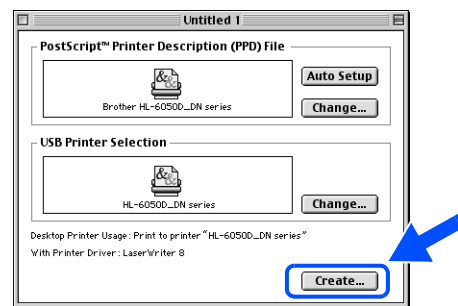 Untitled 1
PostScript™ Printer Description (PPD) File
Auto Setup
Brother HL-6050D_DN series
Change...
USB Printer Selection
HL-6050D_DN series
Change...
Desktop Printer Usage: Print to printer "HL-6050D_DN series"
With Printer Driver: LaserWriter 8
Create...